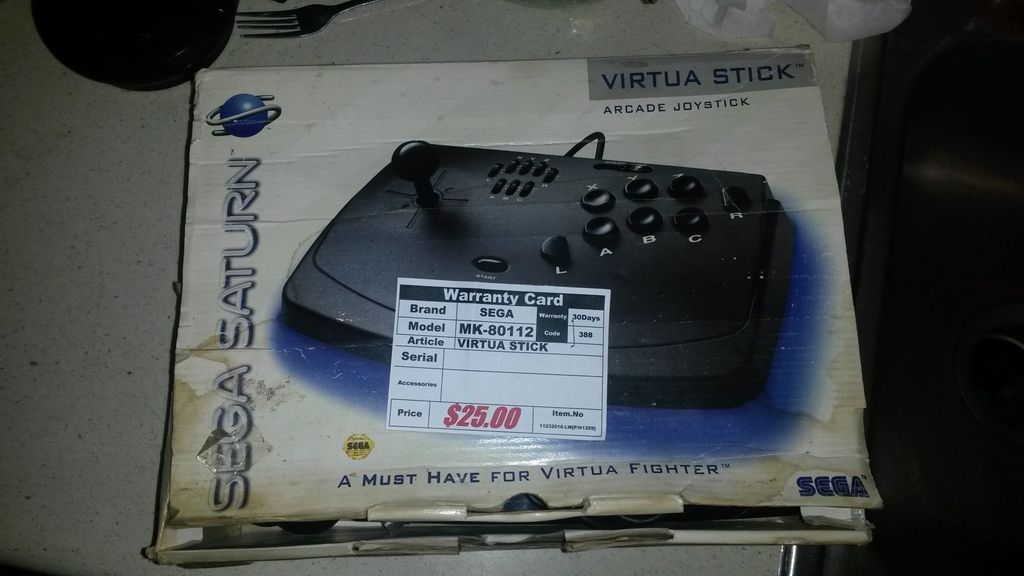 VIRTUA STICK™
ARCADE JOYSTICK
SEGA SATURN™
X
R
A
B
C
L
START
Warranty Card
Brand SEGA Warranty 30Days
Model MK-80112 Code 388
Article VIRTUA STICK
Serial
Accessories
Price $25.00 Item.No
SEGA
A MUST HAVE FOR VIRTUA FIGHTER™
SEGA